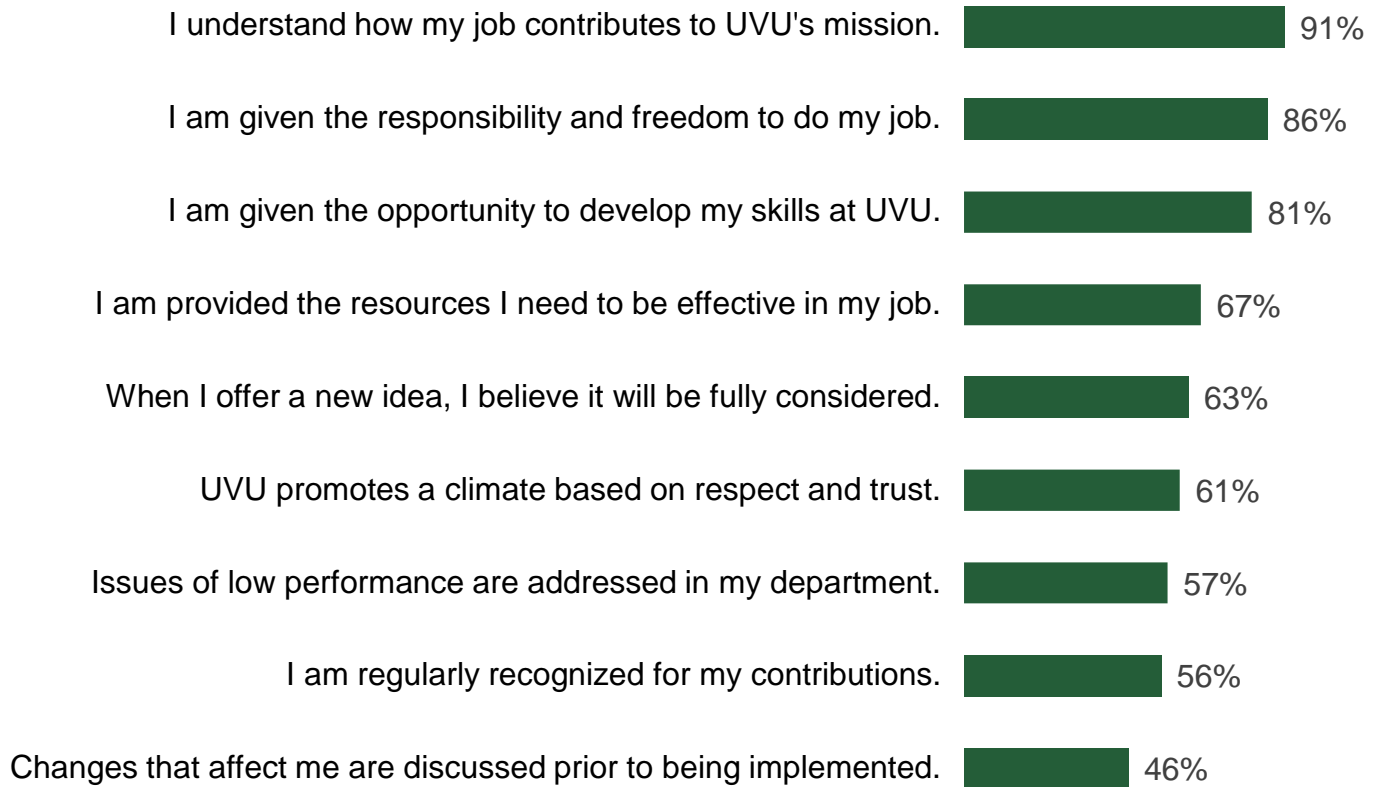 I understand how my job contributes to UVU's mission. 91%
I am given the responsibility and freedom to do my job. 86%
I am given the opportunity to develop my skills at UVU. 81%
I am provided the resources I need to be effective in my job. 67%
When I offer a new idea, I believe it will be fully considered. 63%
UVU promotes a climate based on respect and trust. 61%
Issues of low performance are addressed in my department. 57%
I am regularly recognized for my contributions. 56%
Changes that affect me are discussed prior to being implemented. 46%